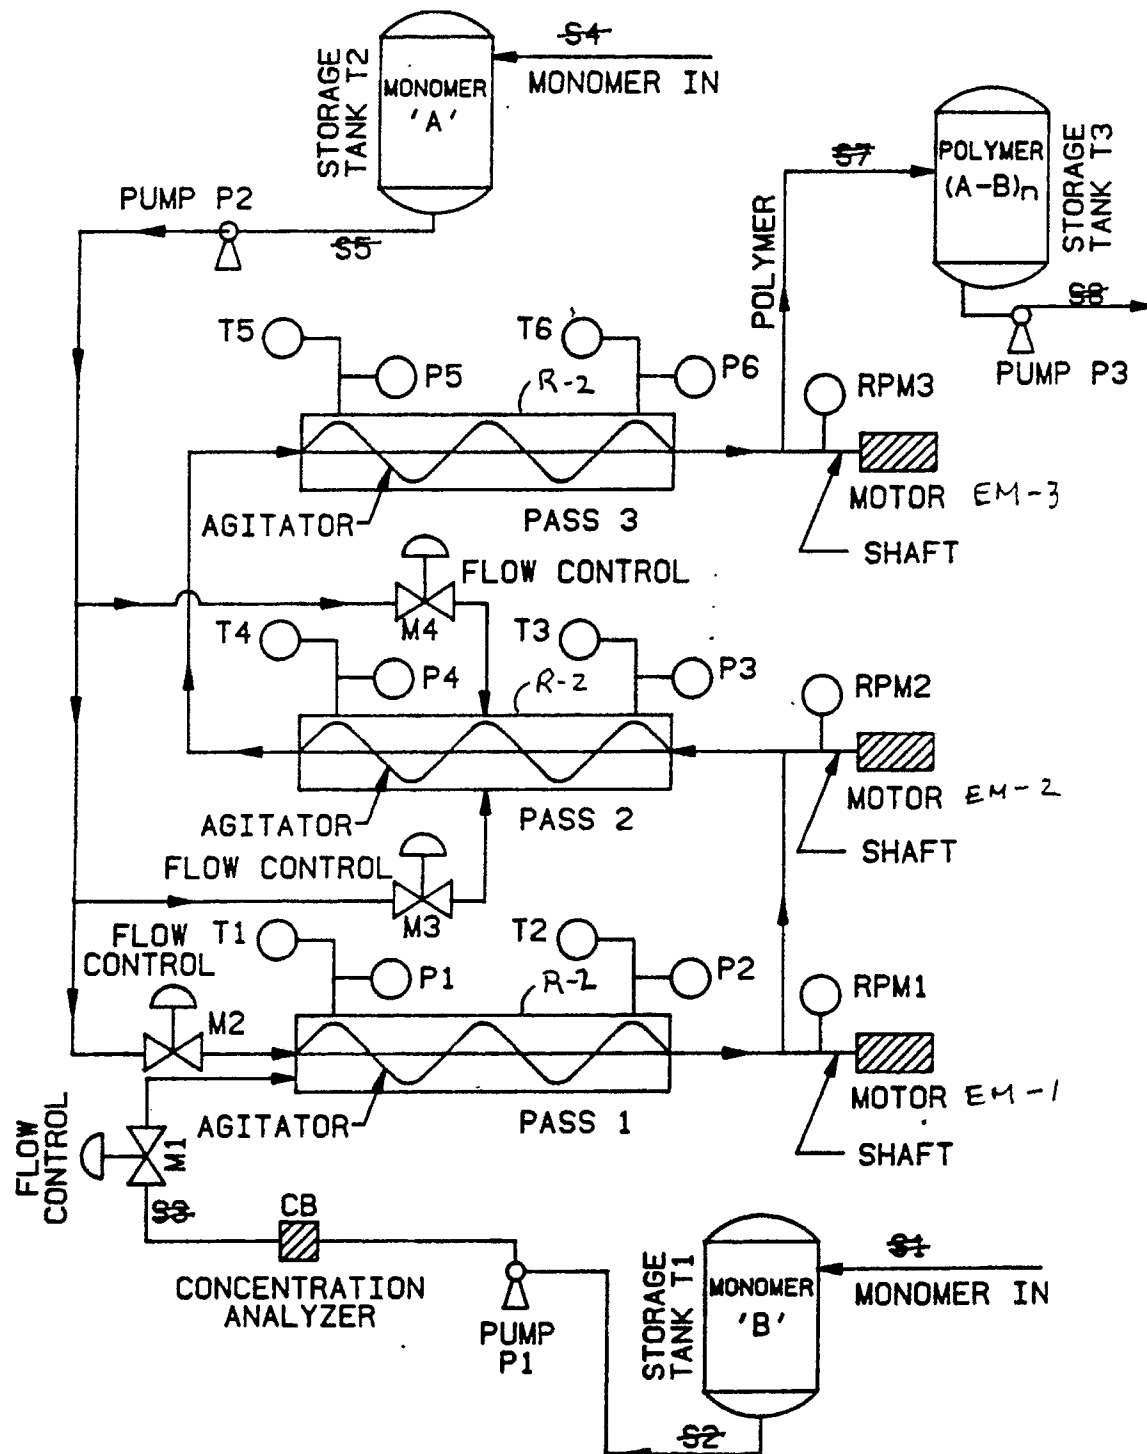 S4
MONOMER IN
STORAGE
TANK T2
MONOMER
'A'
S7
POLYMER
(A-B)n
STORAGE
TANK T3
PUMP P2
S5
POLYMER
S8
PUMP P3
T5
P5
T6
P6
R-2
RPM3
AGITATOR
PASS 3
MOTOR EM-3
SHAFT
FLOW CONTROL
M4
T4
P4
T3
P3
R-2
RPM2
AGITATOR
PASS 2
MOTOR EM-2
SHAFT
FLOW CONTROL
M3
FLOW
CONTROL
M2
T1
P1
T2
P2
R-2
RPM1
AGITATOR
PASS 1
MOTOR EM-1
SHAFT
FLOW
CONTROL
M1
S3
CB
CONCENTRATION
ANALYZER
PUMP
P1
STORAGE
TANK T1
MONOMER
'B'
S1
MONOMER IN
S2